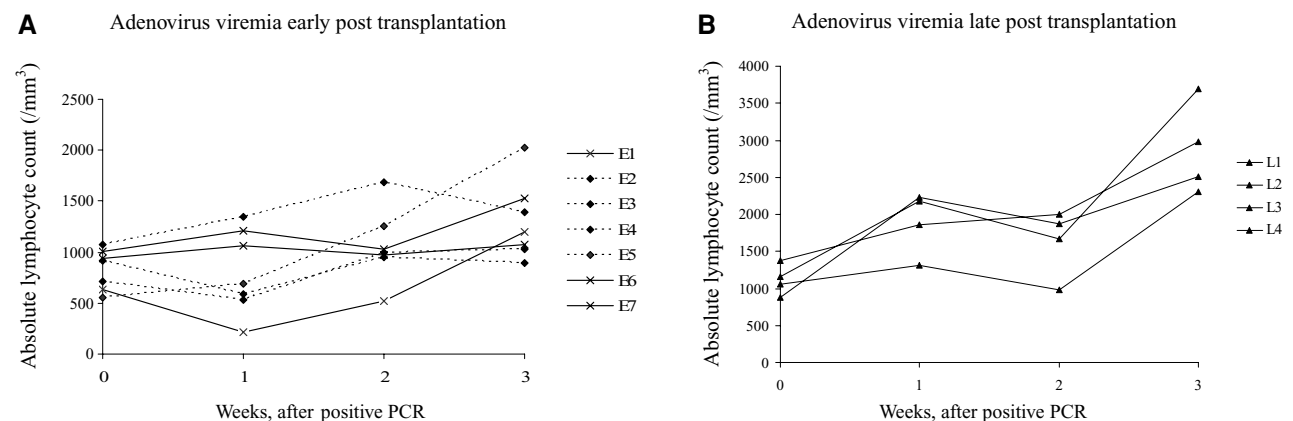 A
Adenovirus viremia early post transplantation
Absolute lymphocyte count (/mm³)
2500
2000
1500
1000
500
0
0 1 2 3
Weeks, after positive PCR
E1
E2
E3
E4
E5
E6
E7
B
Adenovirus viremia late post transplantation
Absolute lymphocyte count (/mm³)
4000
3500
3000
2500
2000
1500
1000
500
0
0 1 2 3
Weeks, after positive PCR
L1
L2
L3
L4